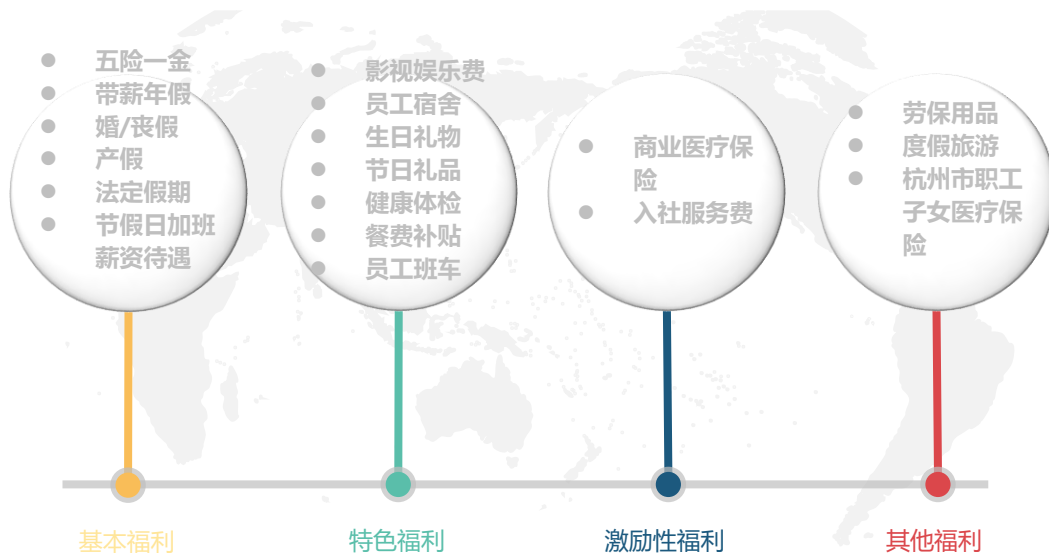 五险一金
带薪年假
婚/丧假
产假
法定假期
节假日加班
薪资待遇
影视娱乐费
员工宿舍
生日礼物
节日礼品
健康体检
餐费补贴
员工班车
商业医疗保
险
入社服务费
劳保用品
度假旅游
杭州市职工
子女医疗保
险
基本福利
特色福利
激励性福利
其他福利